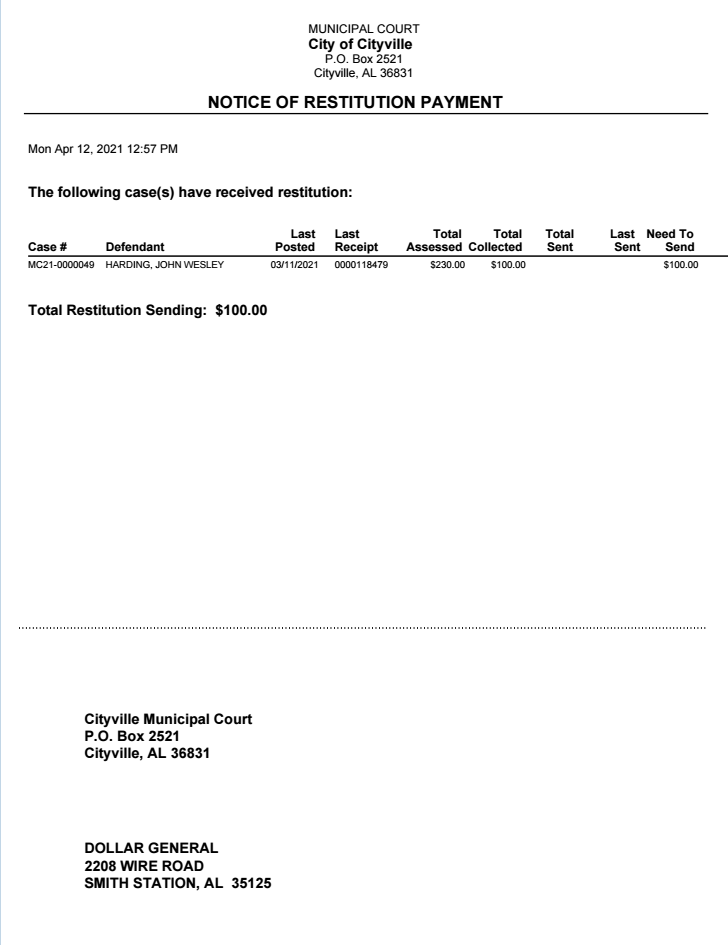 MUNICIPAL COURT
City of Cityville
P.O. Box 2521
Cityville, AL 36831
NOTICE OF RESTITUTION PAYMENT
Mon Apr 12, 2021 12:57 PM
The following case(s) have received restitution:
Last Last Total Total Total Last Need To
Case # Defendant Posted Receipt Assessed Collected Sent Sent Send
MC21-0000049 HARDING, JOHN WESLEY 03/11/2021 0000118479 $230.00 $100.00 $100.00
Total Restitution Sending: $100.00
Cityville Municipal Court
P.O. Box 2521
Cityville, AL 36831
DOLLAR GENERAL
2208 WIRE ROAD
SMITH STATION, AL 35125